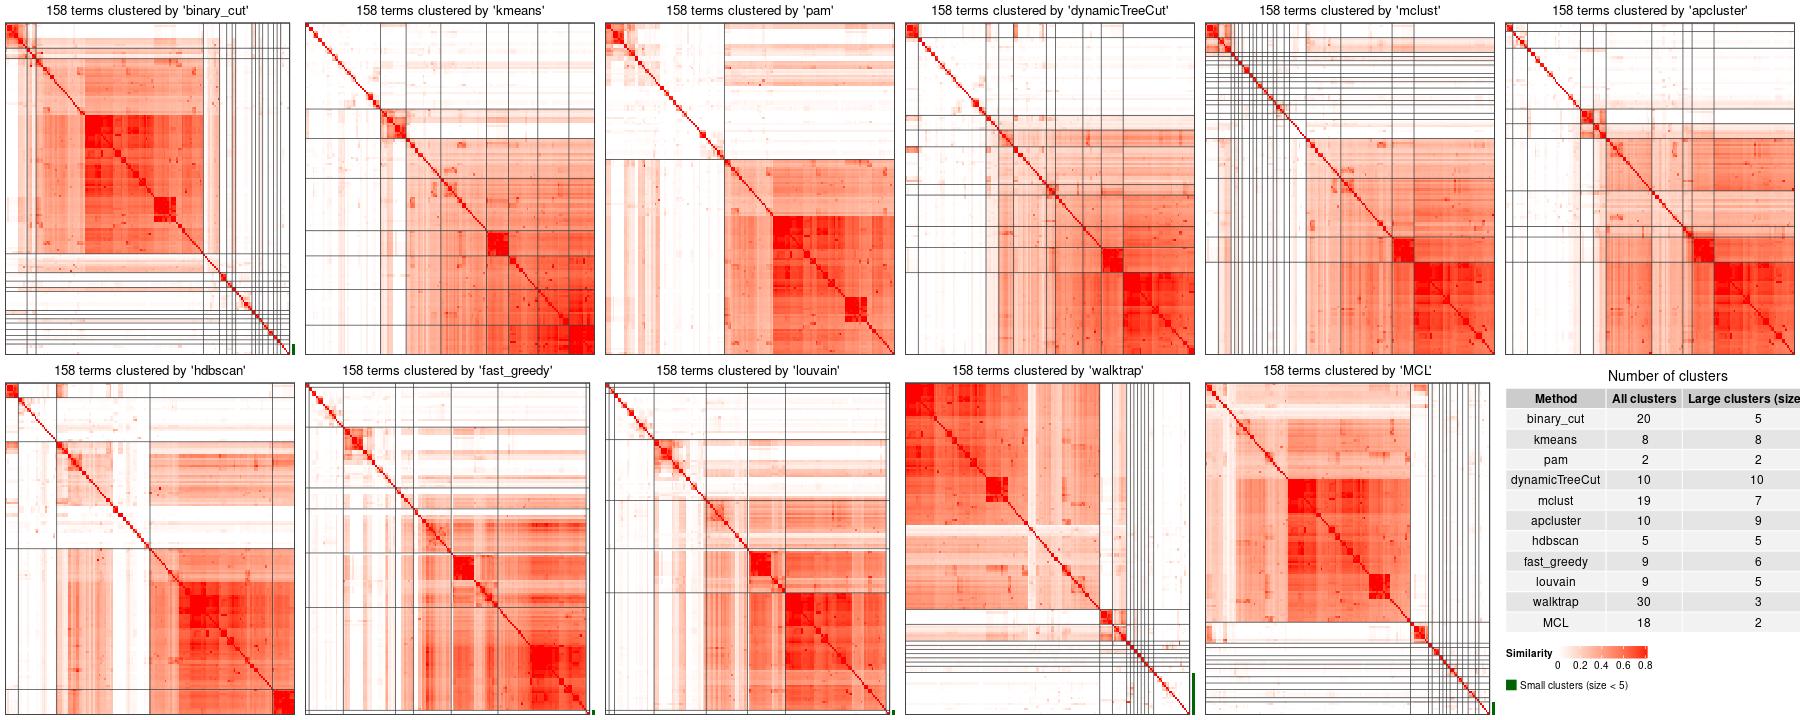 158 terms clustered by 'binary_cut'
158 terms clustered by 'kmeans'
158 terms clustered by 'pam'
158 terms clustered by 'dynamicTreeCut'
158 terms clustered by 'mclust'
158 terms clustered by 'apcluster'
158 terms clustered by 'hdbscan'
158 terms clustered by 'fast_greedy'
158 terms clustered by 'louvain'
158 terms clustered by 'walktrap'
158 terms clustered by 'MCL'
Number of clusters
Method All clusters Large clusters (size
binary_cut 20 5
kmeans 8 8
pam 2 2
dynamicTreeCut 10 10
mclust 19 7
apcluster 10 9
hdbscan 5 5
fast_greedy 9 6
louvain 9 5
walktrap 30 3
MCL 18 2
Similarity
0 0.2 0.4 0.6 0.8
Small clusters (size < 5)